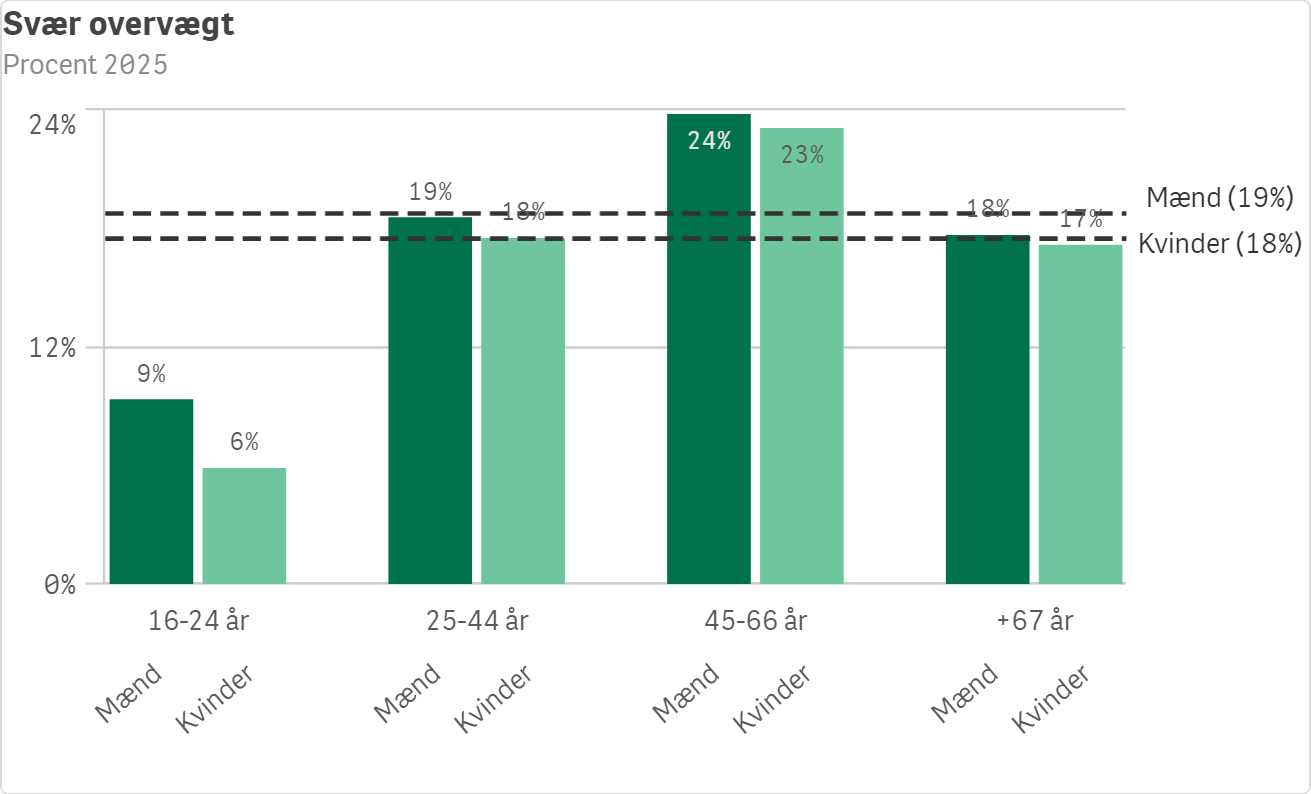 Svær overvægt
Procent 2025
24%
12%
0%
9%
6%
19%
18%
24%
23%
18%
17%
Mænd (19%)
Kvinder (18%)
16-24 år
25-44 år
45-66 år
+67 år
Mænd
Kvinder
Mænd
Kvinder
Mænd
Kvinder
Mænd
Kvinder